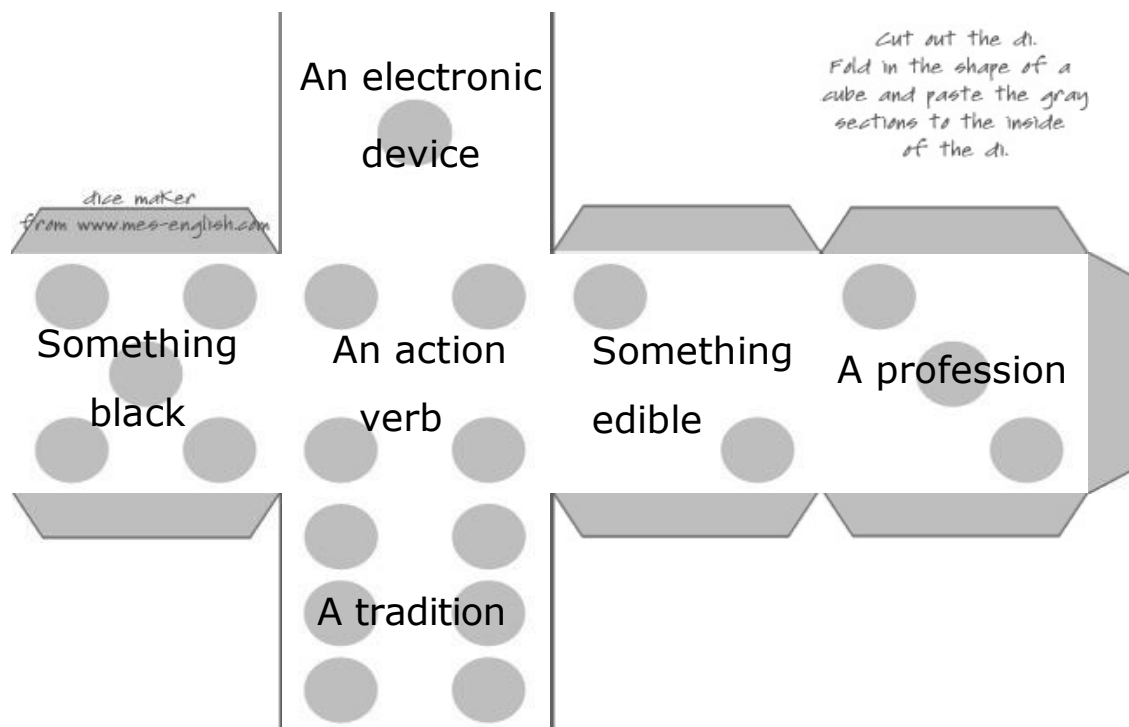 An electronic
device
Cut out the di.
Fold in the shape of a
cube and paste the gray
sections to the inside
of the di.
dice maker
from www.mes-english.com
Something
black
An action
verb
Something
edible
A profession
A tradition